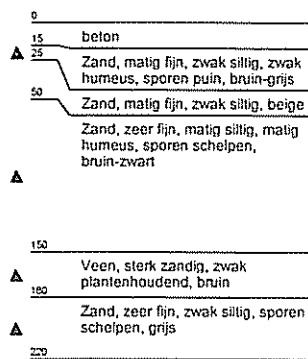 0
beton
15
Zand, matig fijn, zwak siltig, zwak
humeus, sporen puin, bruin-grijs
25
Zand, matig fijn, zwak siltig, beige
50
Zand, zeer fijn, matig siltig, matig
humeus, sporen schelpen,
bruin-zwart
150
Veen, sterk zandig, zwak
plantenhoudend, bruin
180
Zand, zeer fijn, zwak siltig, sporen
schelpen, grijs
220